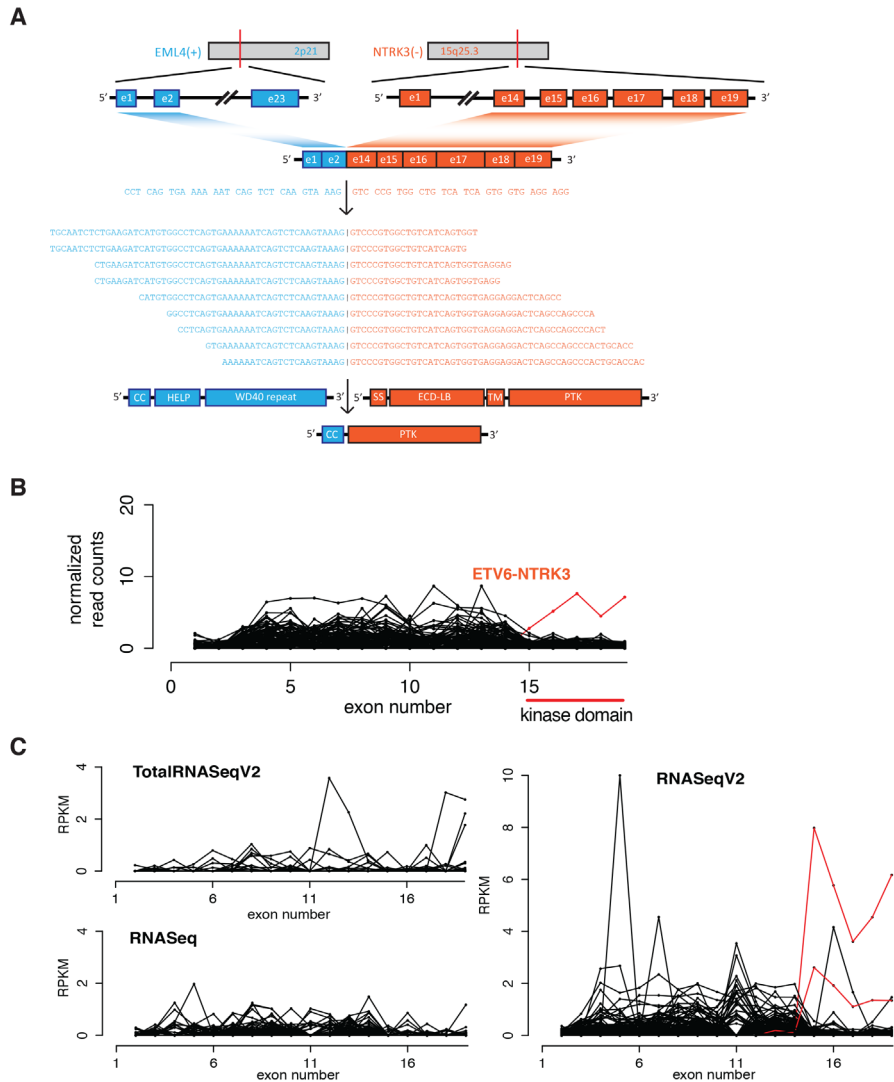 A
EML4(+) 2p21 NTRK3(-) 15q25.3
5′ e1 e2 e23 3′ 5′ e1 e14 e15 e16 e17 e18 e19 3′
5′ e1 e2 e14 e15 e16 e17 e18 e19 3′
CCT CAG TGA AAA AAT CAG TCT CAA GTA AAG GTC CCG TGG CTG TCA TCA GTG GTG AGG AGG
TGCAATCTCTGAAGATCATGTGGCCTCAGTGAAAAAATCAGTCTCAAGTAAAG|GTCCCGTGGCTGTCATCAGTGGT
TGCAATCTCTGAAGATCATGTGGCCTCAGTGAAAAAATCAGTCTCAAGTAAAG|GTCCCGTGGCTGTCATCAGTG
CTGAAGATCATGTGGCCTCAGTGAAAAAATCAGTCTCAAGTAAAG|GTCCCGTGGCTGTCATCAGTGGTGAGGAG
CTGAAGATCATGTGGCCTCAGTGAAAAAATCAGTCTCAAGTAAAG|GTCCCGTGGCTGTCATCAGTGGTGAGG
CATGTGGCCTCAGTGAAAAAATCAGTCTCAAGTAAAG|GTCCCGTGGCTGTCATCAGTGGTGAGGAGGACTCAGCC
GGCCTCAGTGAAAAAATCAGTCTCAAGTAAAG|GTCCCGTGGCTGTCATCAGTGGTGAGGAGGACTCAGCCAGCCCA
CCTCAGTGAAAAAATCAGTCTCAAGTAAAG|GTCCCGTGGCTGTCATCAGTGGTGAGGAGGACTCAGCCAGCCCACT
GTGAAAAAATCAGTCTCAAGTAAAG|GTCCCGTGGCTGTCATCAGTGGTGAGGAGGACTCAGCCAGCCCACTGCACC
AAAAAATCAGTCTCAAGTAAAG|GTCCCGTGGCTGTCATCAGTGGTGAGGAGGACTCAGCCAGCCCACTGCACCAC
5′ CC HELP WD40 repeat 3′ 5′ SS ECD-LB TM PTK 3′
5′ CC PTK 3′
B
normalized
read counts
20
10
0
ETV6-NTRK3
0 5 10 15
exon number
kinase domain
C
TotalRNASeqV2
RPKM
4
2
0
1 6 11 16
exon number
RNASeq
RPKM
4
2
0
1 6 11 16
exon number
RNASeqV2
RPKM
10
8
6
4
2
0
1 6 11 16
exon number